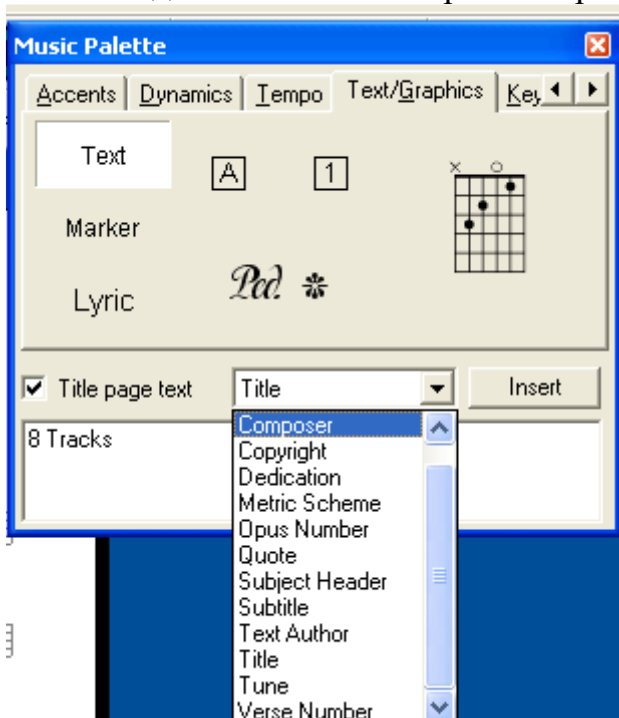 Music Palette
Accents Dynamics Tempo Text/Graphics Key
Text
A 1
Marker
Lyric
Ped.
Title page text Title Insert
8 Tracks
Composer
Copyright
Dedication
Metric Scheme
Opus Number
Quote
Subject Header
Subtitle
Text Author
Title
Tune
Verse Number